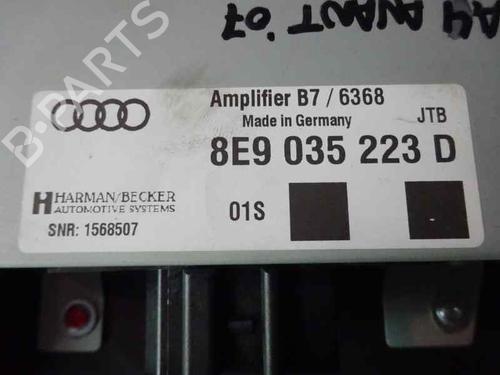 A4 AVANT '07
B-PARTS
Amplifier B7 / 6368
Made in Germany
JTB
8E9 035 223 D
HARMAN/BECKER
AUTOMOTIVE SYSTEMS
01S
SNR: 1568507